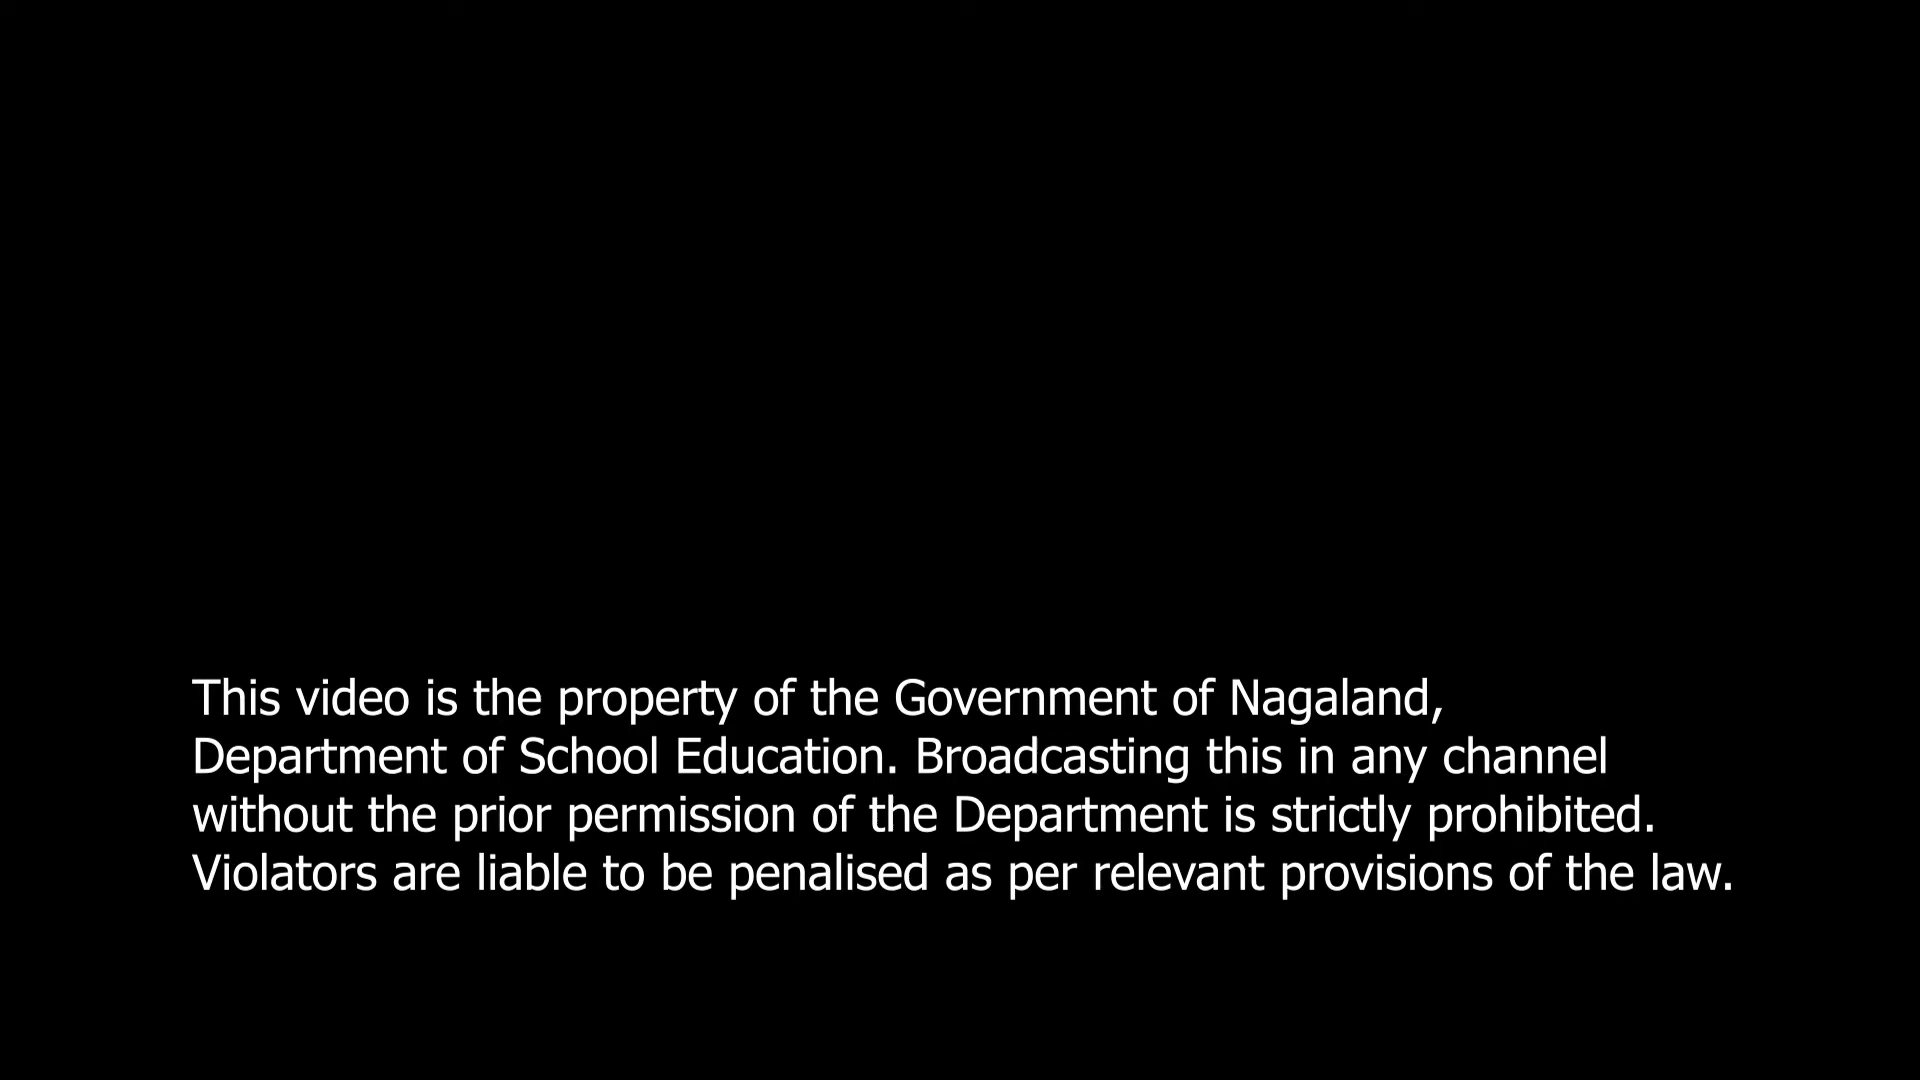 This video is the property of the Government of Nagaland,
Department of School Education. Broadcasting this in any channel
without the prior permission of the Department is strictly prohibited.
Violators are liable to be penalised as per relevant provisions of the law.